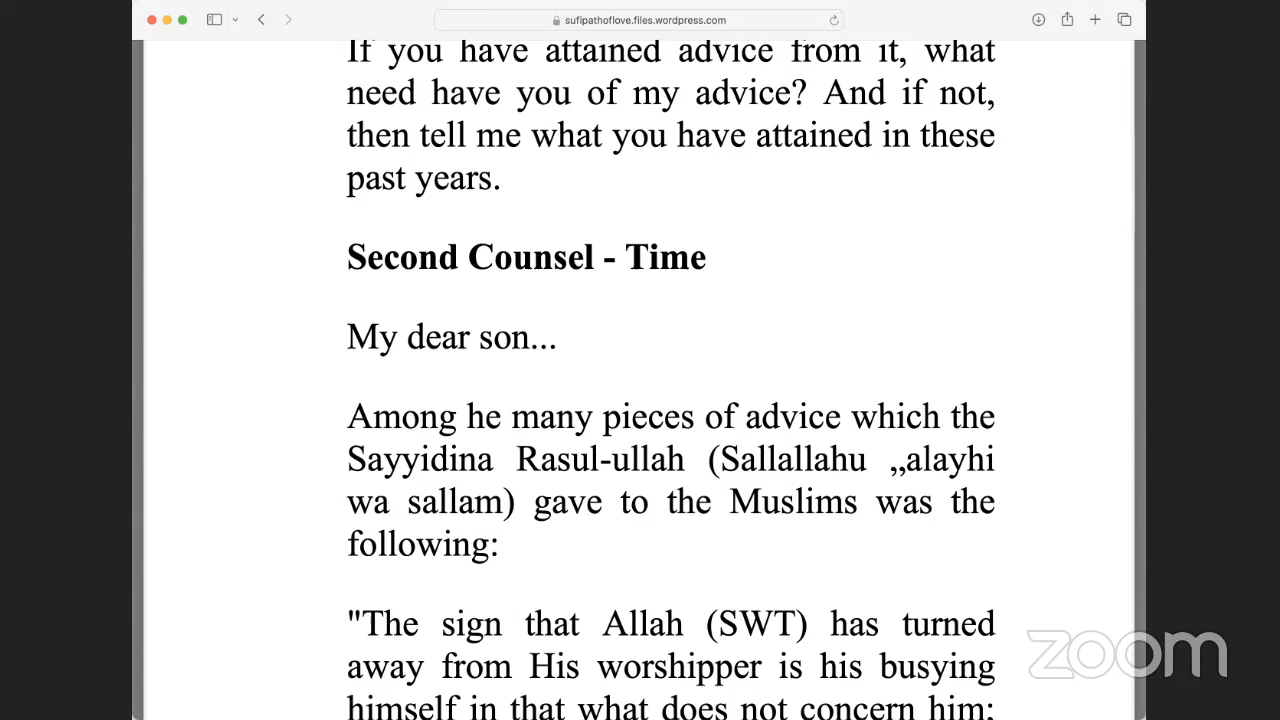 sufipathoflove.files.wordpress.com
If you have attained advice from it, what
need have you of my advice? And if not,
then tell me what you have attained in these
past years.
Second Counsel - Time
My dear son...
Among he many pieces of advice which the
Sayyidina Rasul-ullah (Sallallahu „alayhi
wa sallam) gave to the Muslims was the
following:
"The sign that Allah (SWT) has turned
away from His worshipper is his busying
himself in that what does not concern him;
zoom